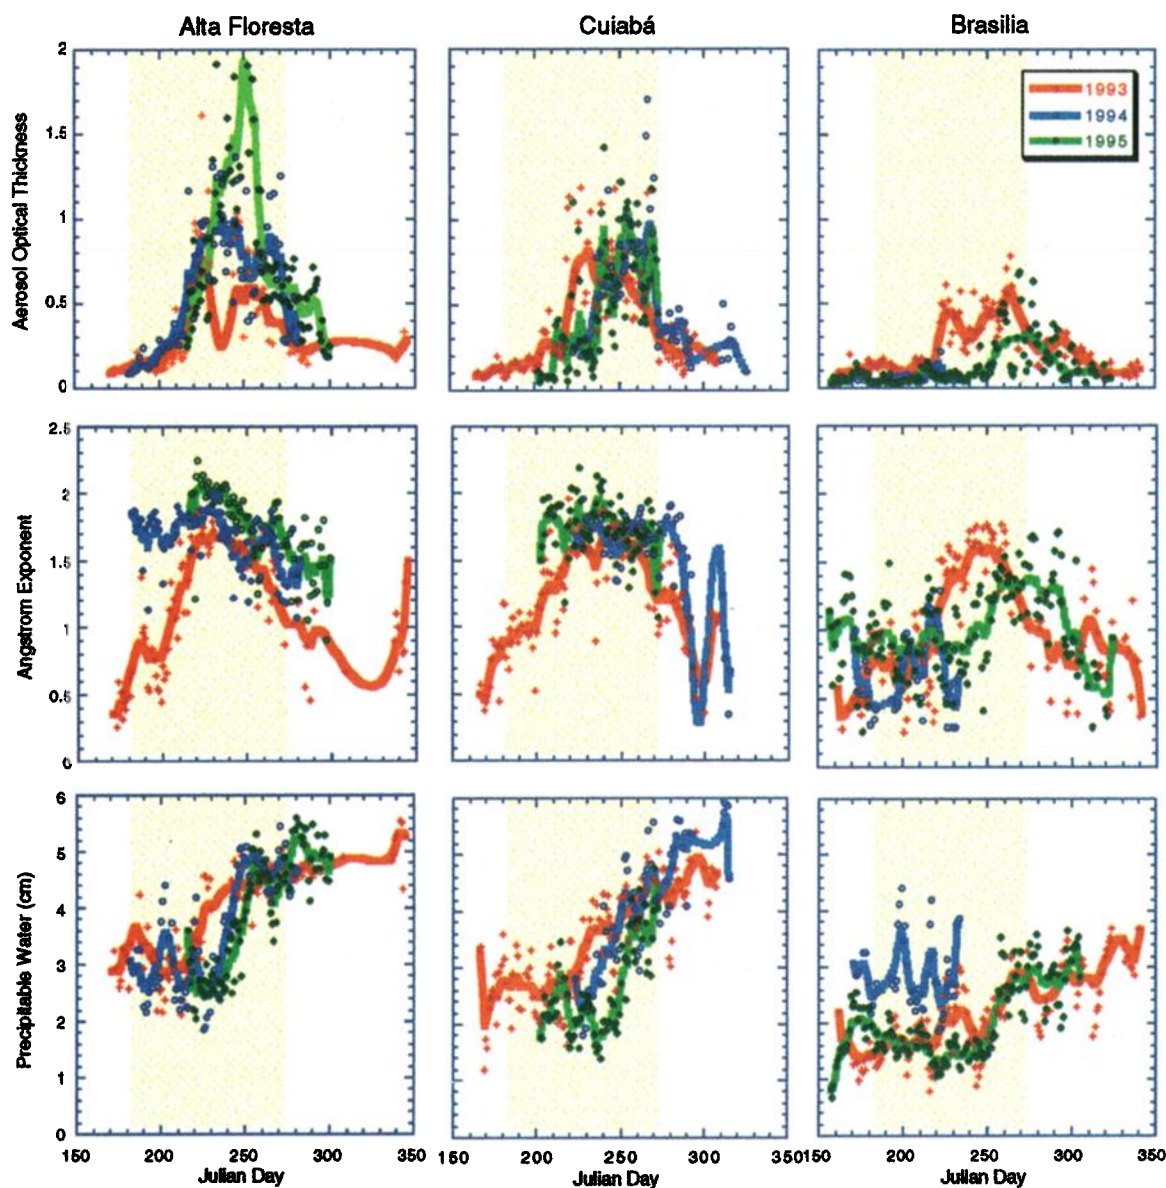 Alta Floresta Cuiabá Brasilia
Aerosol Optical Thickness
2
1.5
1
0.5
0
1993
1994
1995
Angstrom Exponent
2.5
2
1.5
1
0.5
0
Precipitable Water (cm)
6
5
4
3
2
1
0
150 200 250 300 350
150 200 250 300 350
150 200 250 300 350
Julian Day Julian Day Julian Day